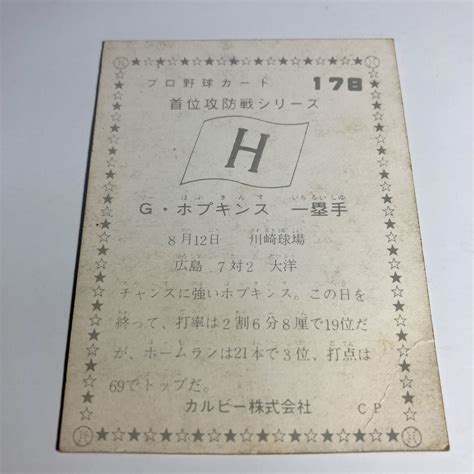 プロ野球カード 178
首位攻防戦シリーズ
H
G・ホプキンス 一塁手
8月12日 川崎球場
広島 7対2 大洋
チャンスに強いホプキンス。この日を
終って、打率は2割6分8厘で19位だ
が、ホームランは21本で3位、打点は
69でトップだ。
カルビー株式会社 CP